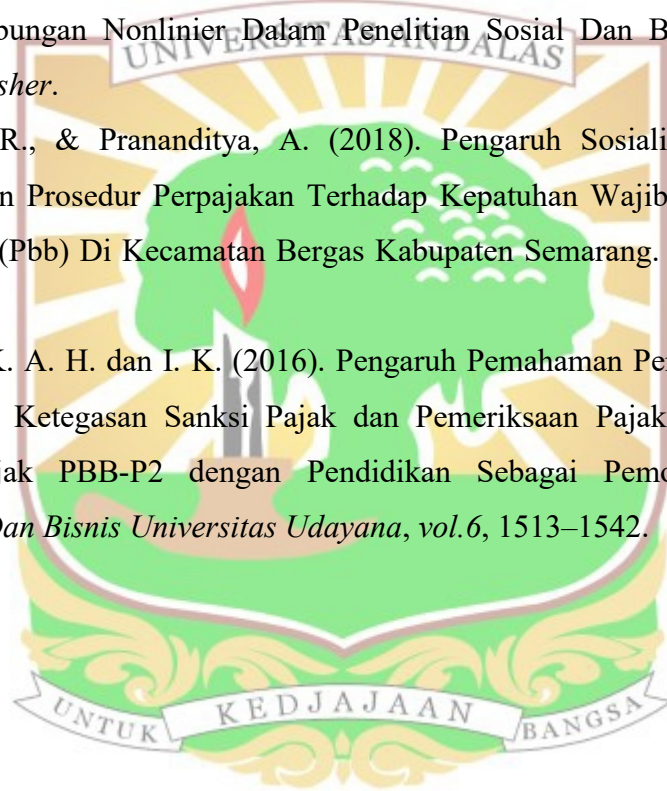 bungan Nonlinier Dalam Penelitian Sosial Dan B
UNIVERSITAS ANDALAS
sher.
R., & Prananditya, A. (2018). Pengaruh Sosiali
n Prosedur Perpajakan Terhadap Kepatuhan Wajib
(Pbb) Di Kecamatan Bergas Kabupaten Semarang.
K. A. H. dan I. K. (2016). Pengaruh Pemahaman Per
Ketegasan Sanksi Pajak dan Pemeriksaan Pajak
jak PBB-P2 dengan Pendidikan Sebagai Pemo
Dan Bisnis Universitas Udayana, vol.6, 1513–1542.
UNTUK KEDJAJAAN BANGSA